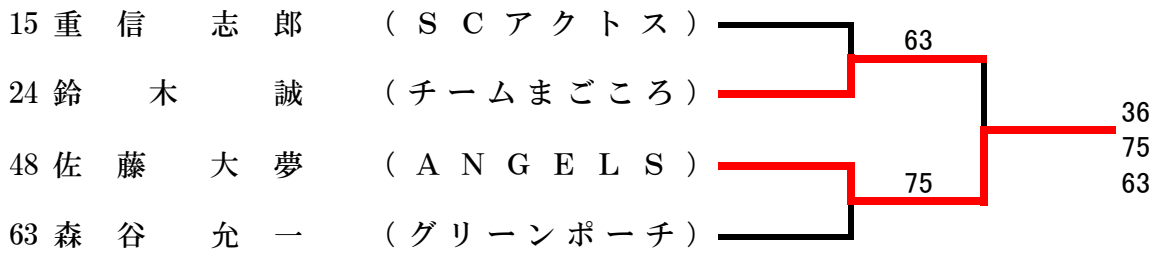 15 重信 志郎 (SCアクトス)
63
24 鈴木 誠 (チームまごころ)
36
75
63
48 佐藤 大夢 (ANGELS)
75
63 森谷 允一 (グリーンポーチ)